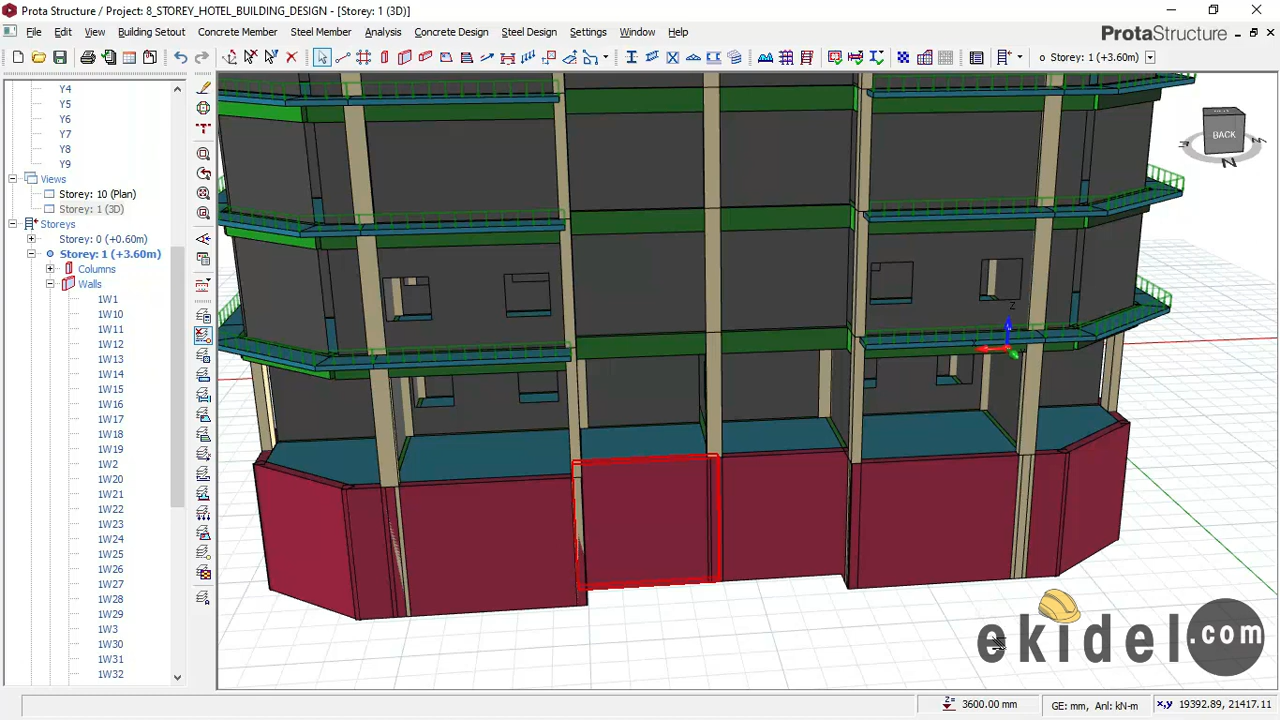 Prota Structure / Project: 8_STOREY_HOTEL_BUILDING_DESIGN - [Storey: 1 (3D)]
File Edit View Building Setout Concrete Member Steel Member Analysis Concrete Design Steel Design Settings Window Help
ProtaStructure
Storey: 1 (+3.60m)
Y4
Y5
Y6
Y7
Y8
Y9
Views
Storey: 10 (Plan)
Storey: 1 (3D)
Storeys
Storey: 0 (+0.60m)
Storey: 1 (+3.60m)
Columns
Walls
1W1
1W10
1W11
1W12
1W13
1W14
1W15
1W16
1W17
1W18
1W19
1W2
1W20
1W21
1W22
1W23
1W24
1W25
1W26
1W27
1W28
1W29
1W3
1W30
1W31
1W32
BACK
N
Z
ekidel.com
Z=
3600.00 mm
GE: mm, Anl: kN-m
x,y 19392.89, 21417.11